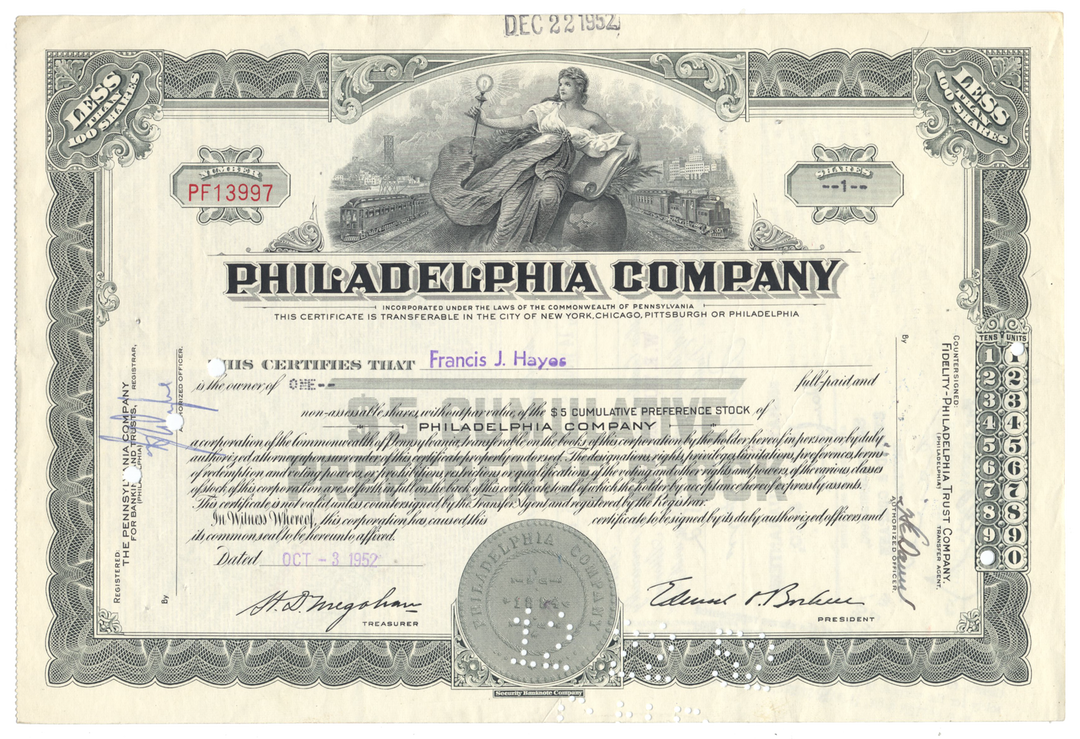 DEC 22 1952
LESS
THAN
100 SHARES
LESS
THAN
100 SHARES
NUMBER
PF13997
SHARES
--1--
PHILADELPHIA COMPANY
INCORPORATED UNDER THE LAWS OF THE COMMONWEALTH OF PENNSYLVANIA
THIS CERTIFICATE IS TRANSFERABLE IN THE CITY OF NEW YORK, CHICAGO, PITTSBURGH OR PHILADELPHIA
THIS CERTIFIES THAT Francis J. Hayes
is the owner of ONE-- full-paid and
non-assessable shares, without par value, of the $5 CUMULATIVE PREFERENCE STOCK of
PHILADELPHIA COMPANY
$5 CUMULATIVE
PREFERENCE STOCK
a corporation of the Commonwealth of Pennsylvania, transferable on the books of this corporation by the holder hereof in person or by duly
authorized attorney upon surrender of this certificate properly endorsed. The designations, rights, privileges, limitations, preferences, terms
of redemption and voting powers, and prohibitions, restrictions or qualifications of the voting and other rights and powers, of the various classes
of stock of this corporation are set forth in full on the back of this certificate, to all of which the holder by acceptance hereof expressly assents.
This certificate is not valid unless countersigned by the Transfer Agent and registered by the Registrar.
In Witness Whereof, this corporation has caused this certificate to be signed by its duly authorized officers and
its common seal to be hereunto affixed.
Dated OCT - 3 1952
TREASURER
PRESIDENT
PHILADELPHIA COMPANY
Security Banknote Company
REGISTERED:
THE PENNSYLVANIA COMPANY
FOR BANKING AND TRUSTS, REGISTRAR,
By
AUTHORIZED OFFICER.
COUNTERSIGNED:
FIDELITY-PHILADELPHIA TRUST COMPANY,
(PHILADELPHIA) TRANSFER AGENT,
By
AUTHORIZED OFFICER.
TENS UNITS
1
2 2
3 3
4 4
5 5
6 6
7 7
8 8
9 9
0